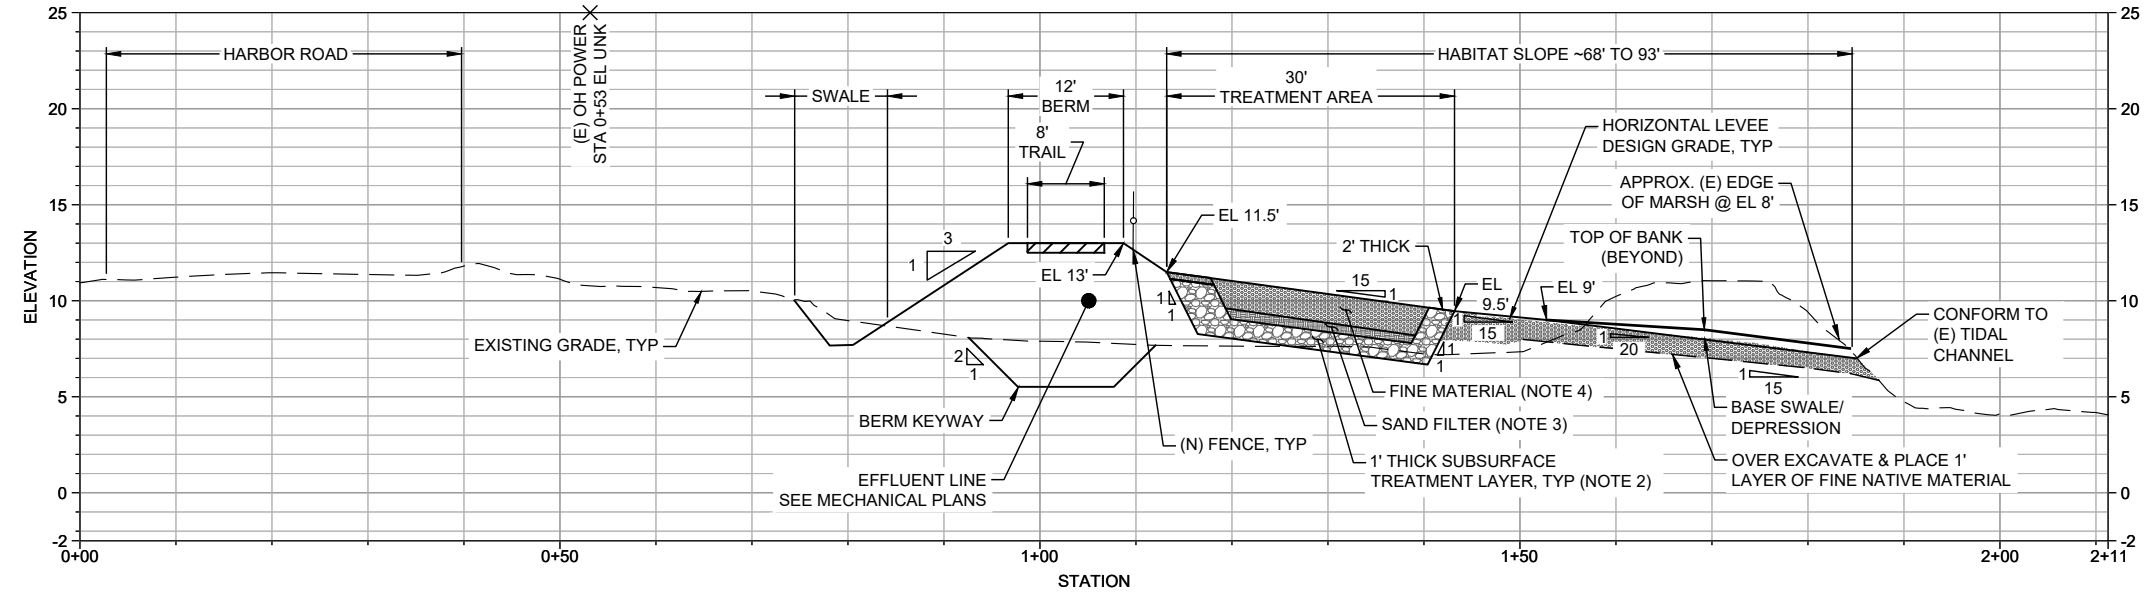 25
20
15
10
5
0
-2
ELEVATION
HARBOR ROAD
(E) OH POWER
STA 0+53 EL UNK
SWALE
12'
BERM
8'
TRAIL
HABITAT SLOPE ~68' TO 93'
30'
TREATMENT AREA
HORIZONTAL LEVEE
DESIGN GRADE, TYP
APPROX. (E) EDGE
OF MARSH @ EL 8'
TOP OF BANK
(BEYOND)
EL 11.5'
2' THICK
3
1
EL 13'
15
1
EL
9.5'
EL 9'
1
1
1
15
1
20
CONFORM TO
(E) TIDAL
CHANNEL
EXISTING GRADE, TYP
2
1
1
1
1
15
BERM KEYWAY
FINE MATERIAL (NOTE 4)
SAND FILTER (NOTE 3)
BASE SWALE/
DEPRESSION
(N) FENCE, TYP
1' THICK SUBSURFACE
TREATMENT LAYER, TYP (NOTE 2)
OVER EXCAVATE & PLACE 1'
LAYER OF FINE NATIVE MATERIAL
EFFLUENT LINE
SEE MECHANICAL PLANS
25
20
15
10
5
0
-2
0+00
0+50
1+00
1+50
2+00
2+11
STATION